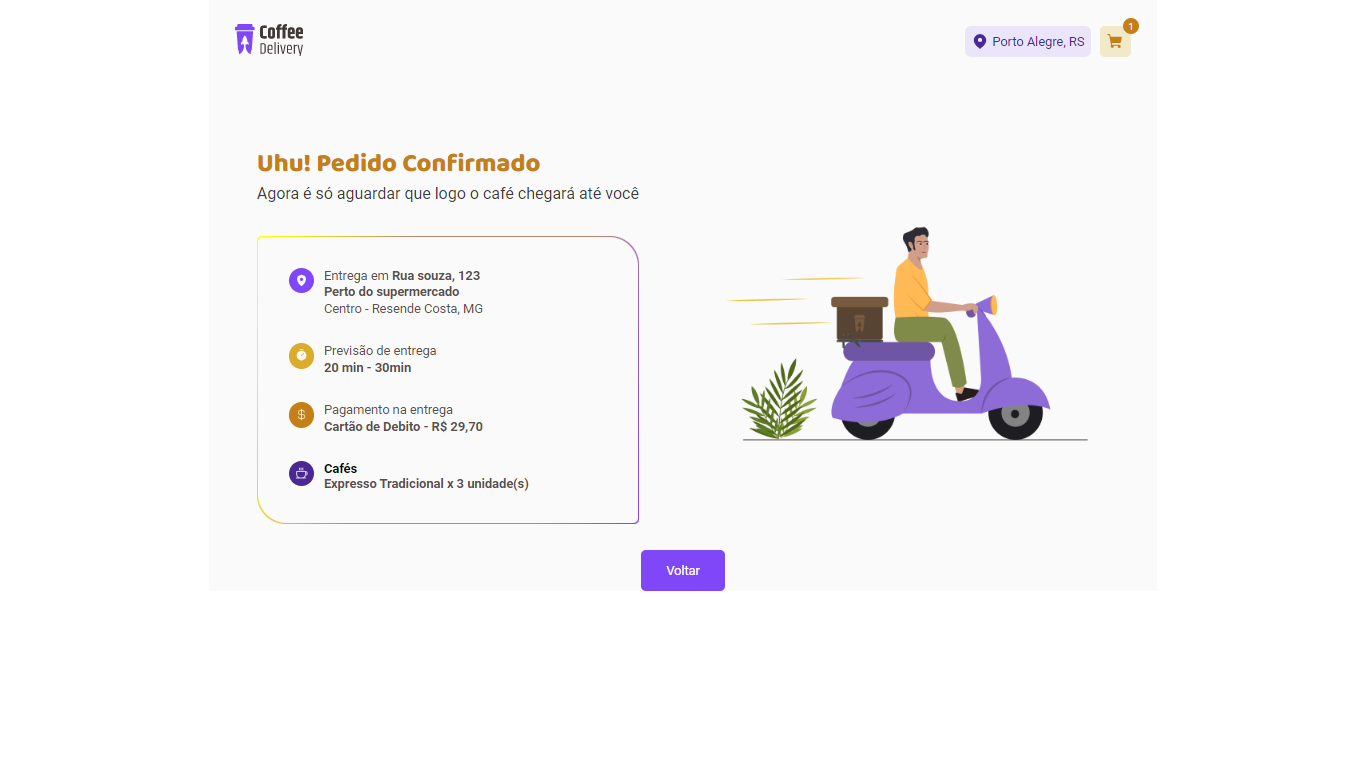 Coffee
Delivery
Porto Alegre, RS
1
Uhu! Pedido Confirmado
Agora é só aguardar que logo o café chegará até você
Entrega em Rua souza, 123
Perto do supermercado
Centro - Resende Costa, MG
Previsão de entrega
20 min - 30min
Pagamento na entrega
Cartão de Debito - R$ 29,70
Cafés
Expresso Tradicional x 3 unidade(s)
Voltar